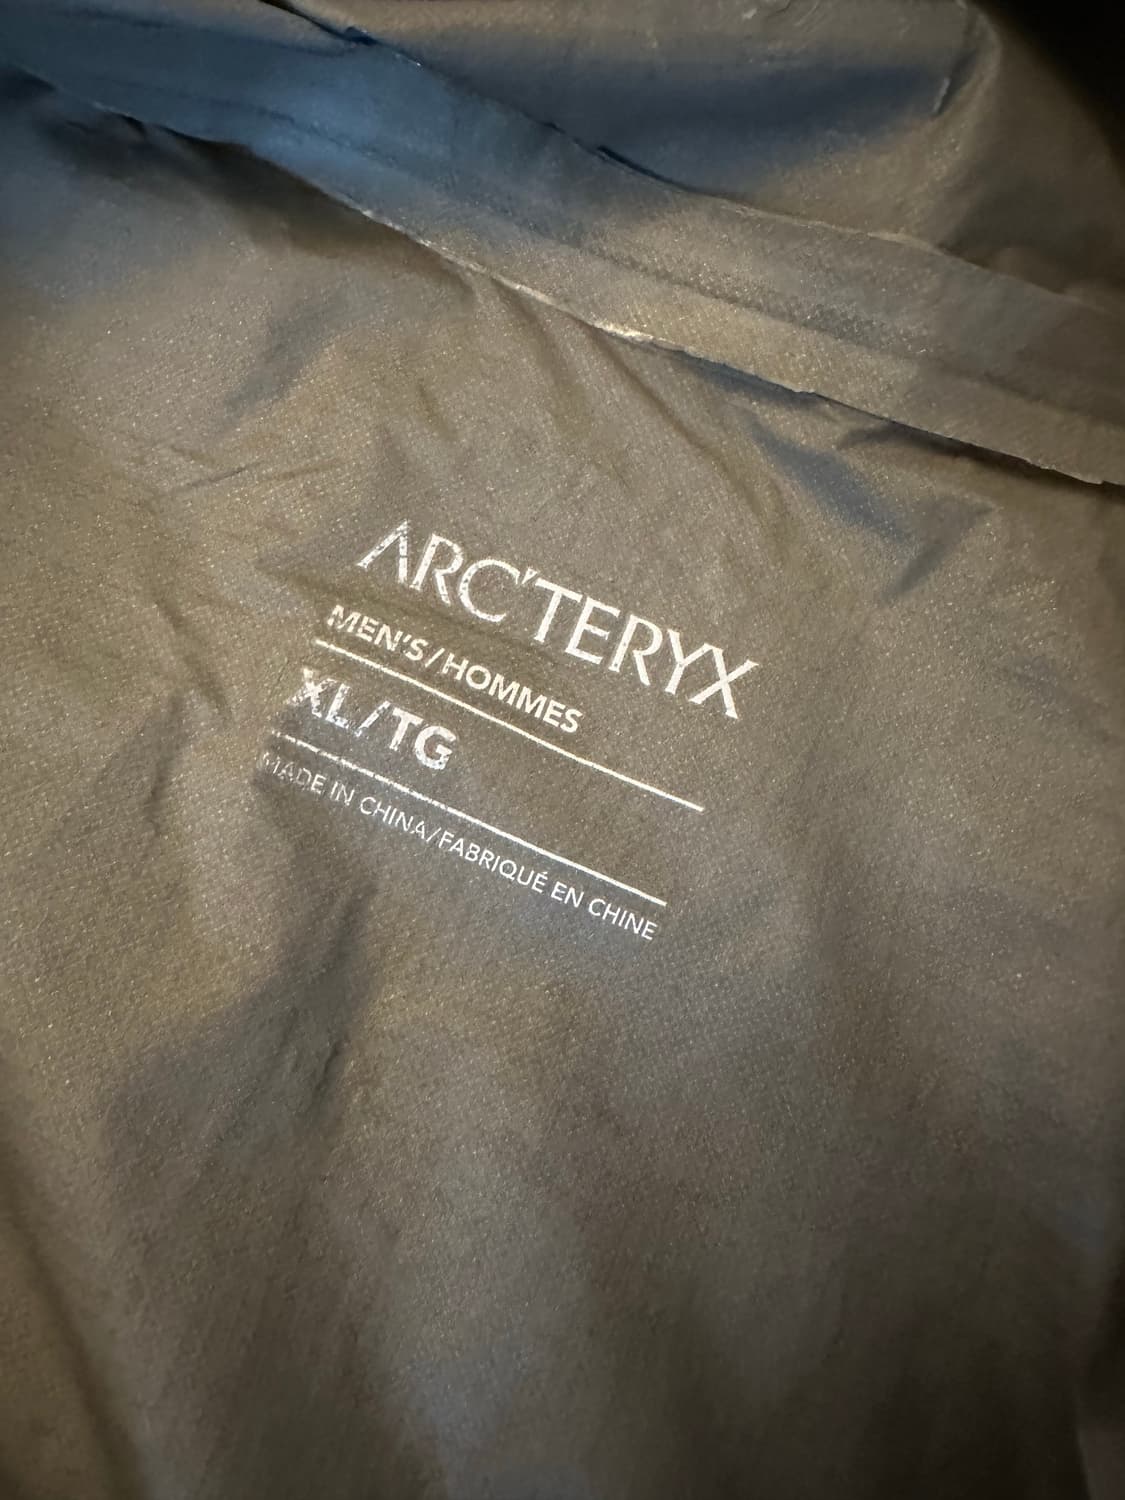 ARC'TERYX
MEN'S/HOMMES
XL/TG
MADE IN CHINA/FABRIQUÉ EN CHINE